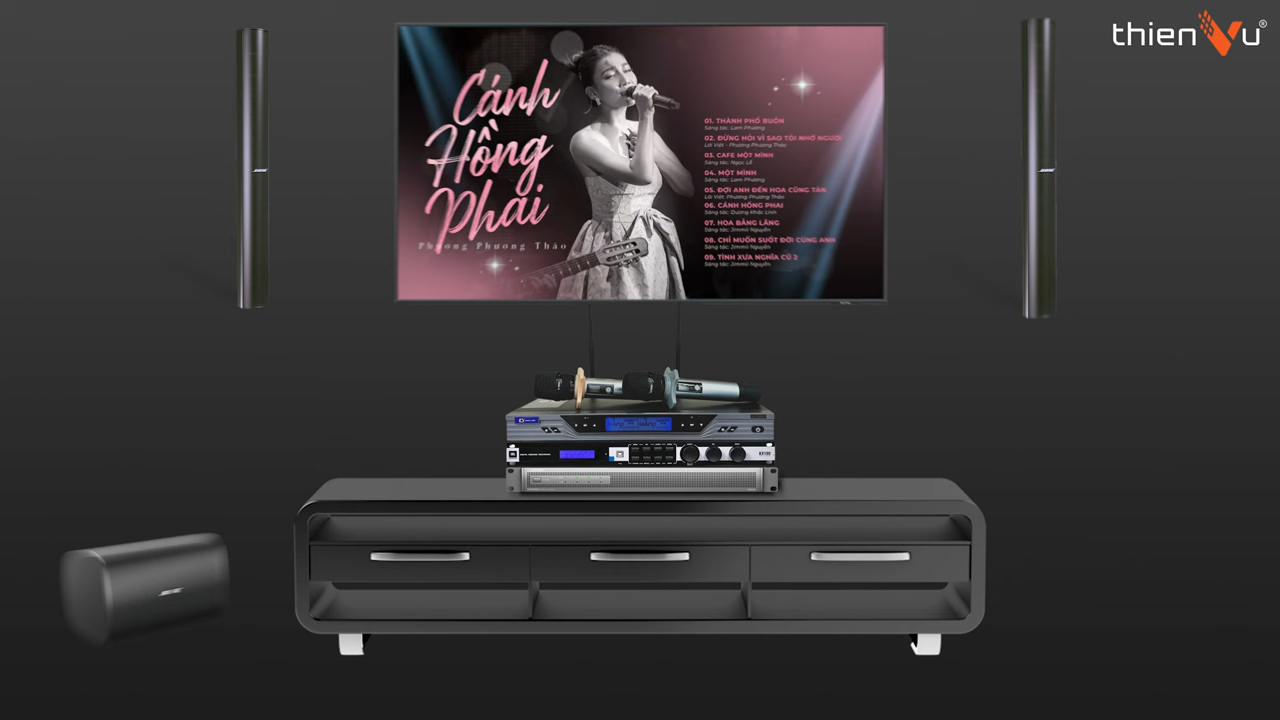 thienVu®
Cánh
Hồng
Phai
Phương Phương Thảo
01. THÀNH PHỐ BUỒN
Sáng tác: Lam Phương
02. ĐỪNG HỎI VÌ SAO TÔI NHỚ NGƯỜI
Lời Việt - Phương Phương Thảo
03. CAFE MỘT MÌNH
Sáng tác: Ngọc Lễ
04. MỘT MÌNH
Sáng tác: Lam Phương
05. ĐỢI ANH ĐẾN HOA CŨNG TÀN
Lời Việt: Phương Phương Thảo
06. CÁNH HỒNG PHAI
Sáng tác: Dương Khắc Linh
07. HOA BẰNG LĂNG
Sáng tác: Jimmii Nguyễn
08. CHỈ MUỐN SUỐT ĐỜI CÙNG ANH
Sáng tác: Jimmii Nguyễn
09. TÌNH XƯA NGHĨA CŨ 2
Sáng tác: Jimmii Nguyễn
BOSE
BOSE
BOSE